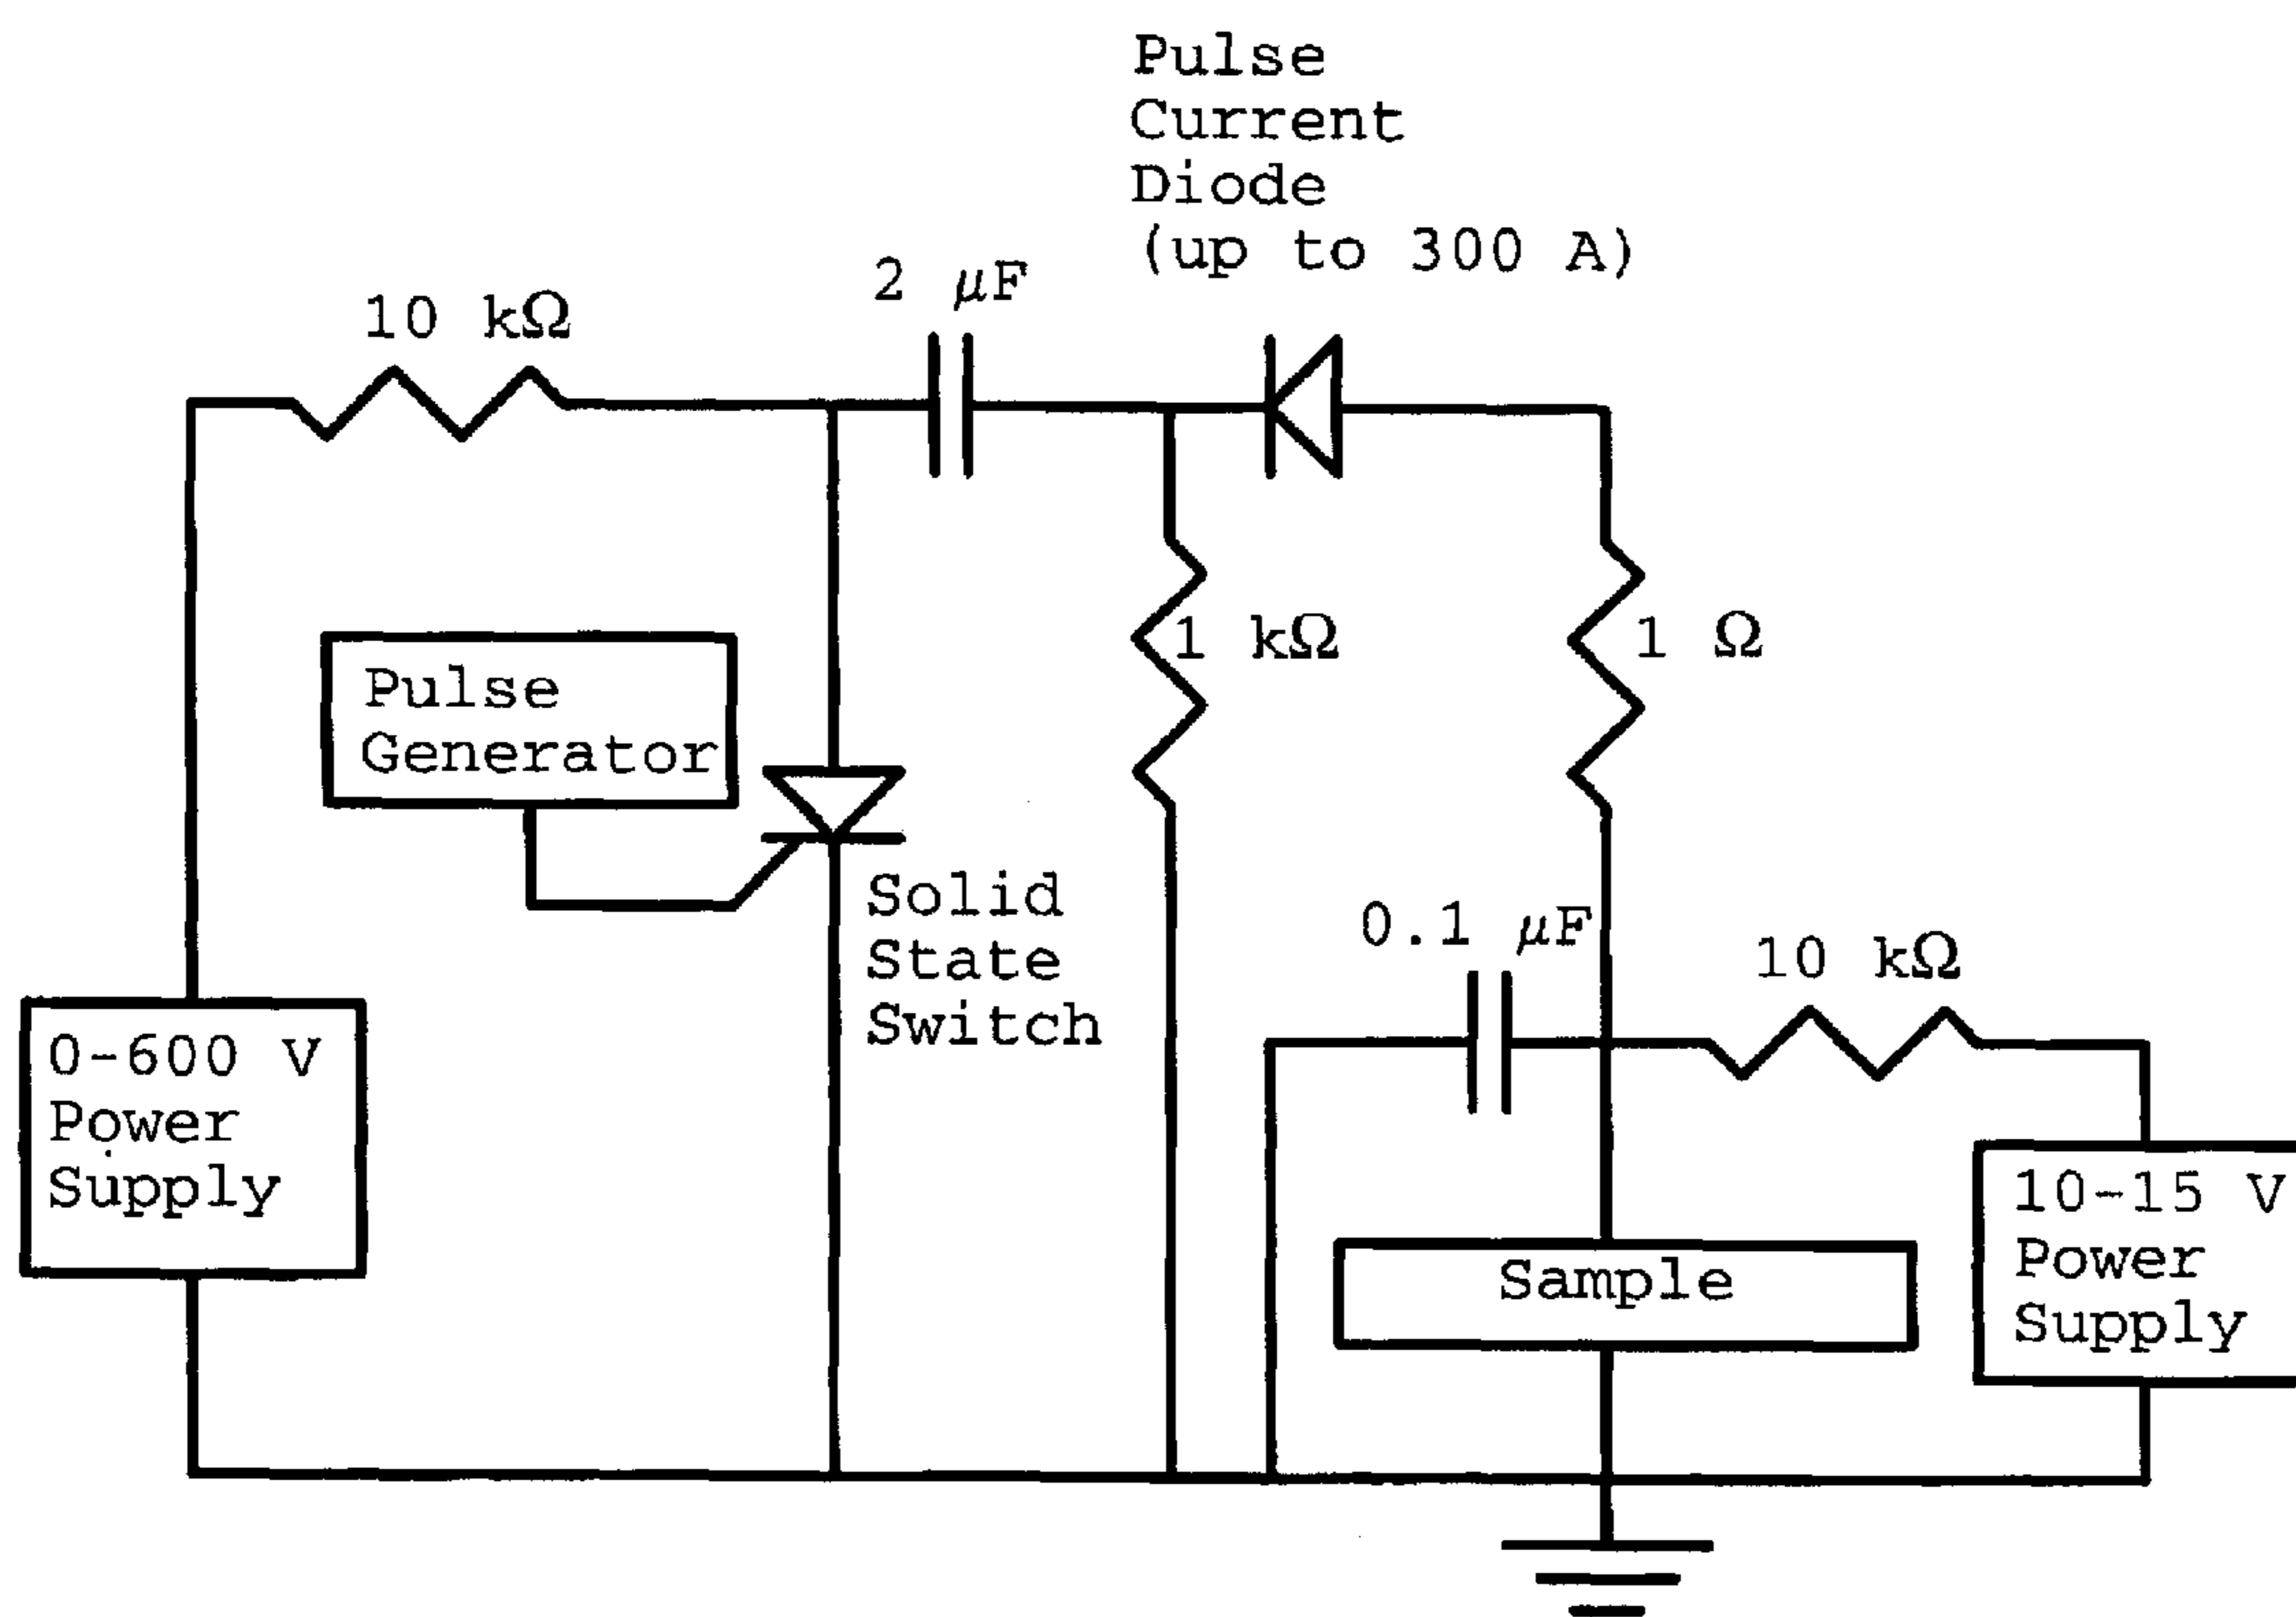 Pulse
Current
Diode
(up to 300 A)
2 μF
10 kΩ
1 kΩ
1 Ω
Pulse
Generator
Solid
State
Switch
0.1 μF
10 kΩ
0-600 V
Power
Supply
10-15 V
Power
Supply
Sample